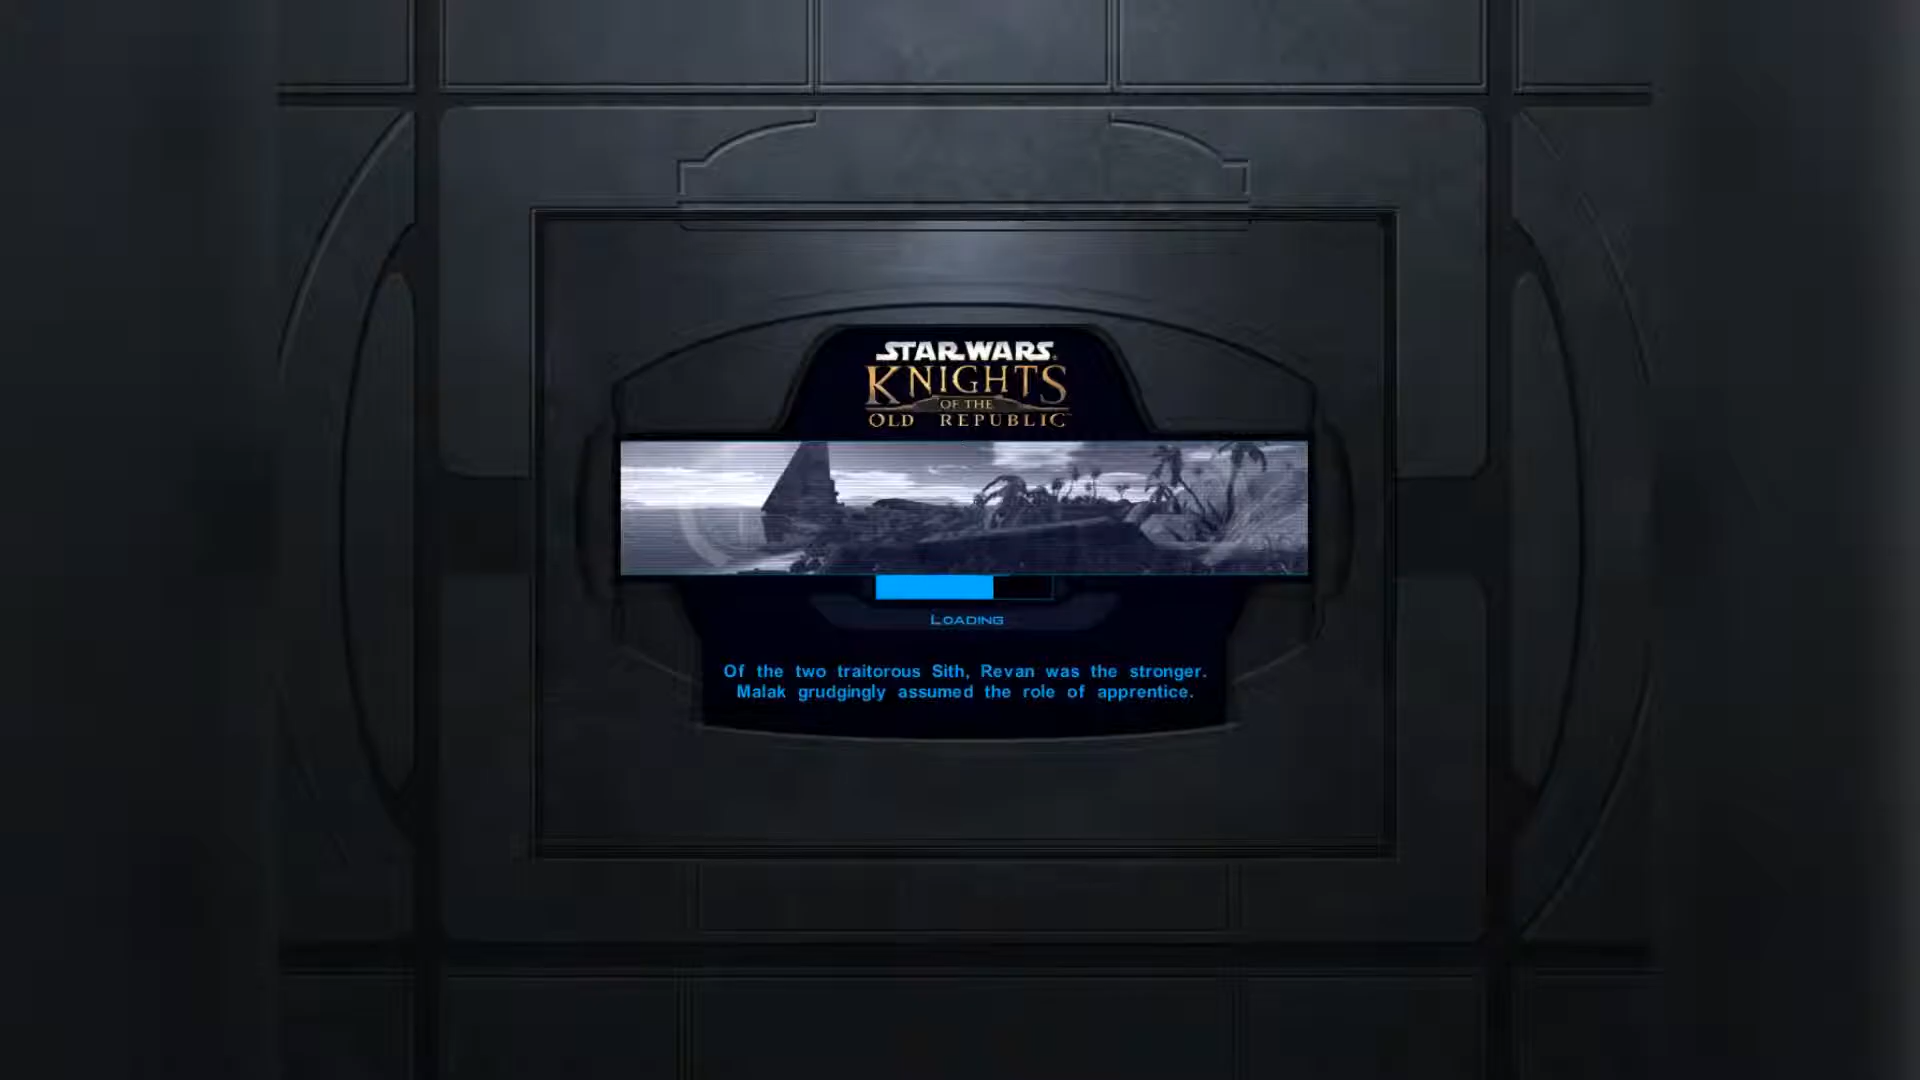 STAR WARS
KNIGHTS
OF THE
OLD REPUBLIC
LOADING
Of the two traitorous Sith, Revan was the stronger.
Malak grudgingly assumed the role of apprentice.